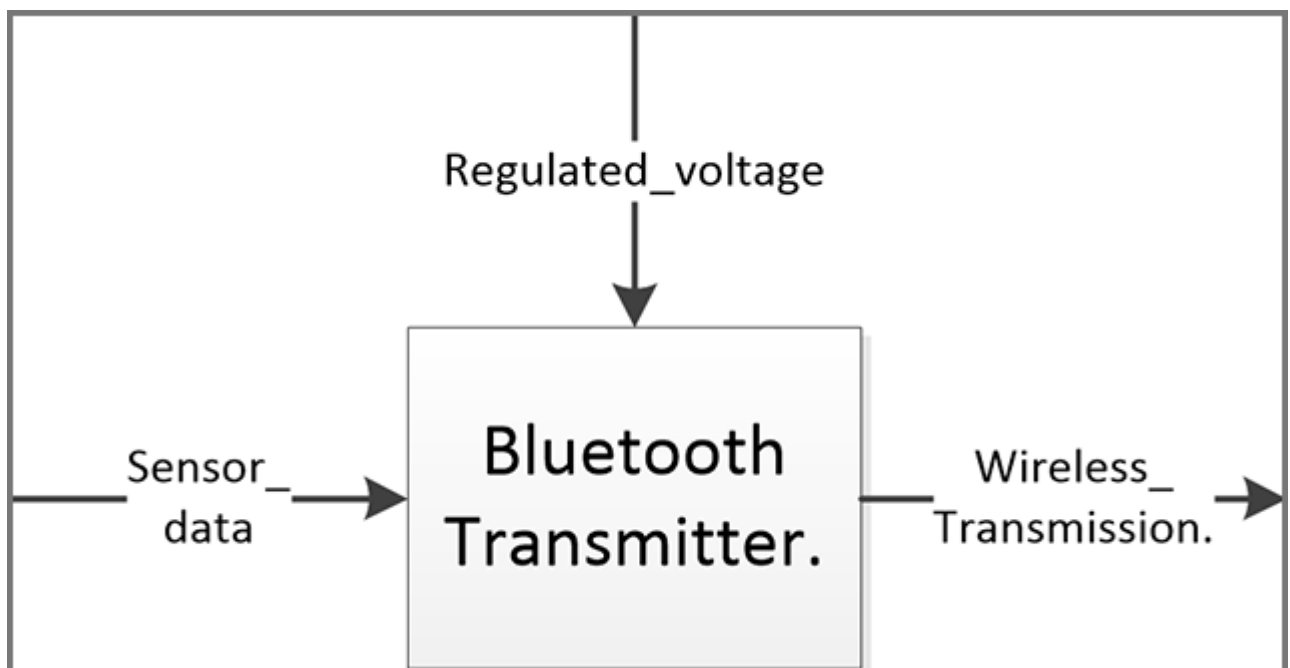 Regulated_voltage
Sensor_
data
Bluetooth
Transmitter.
Wireless_
Transmission.